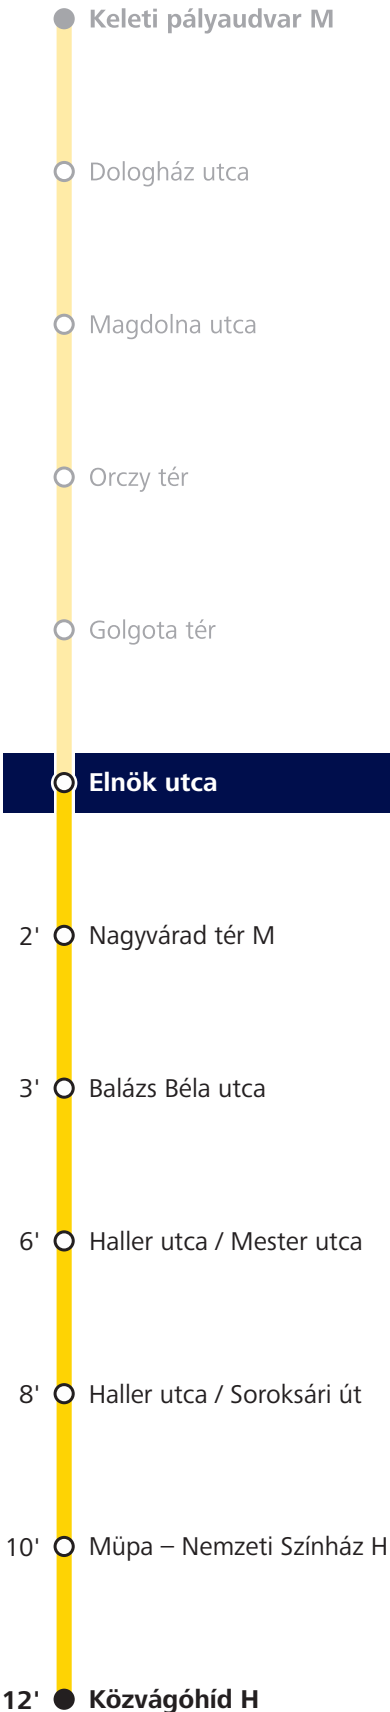 Keleti pályaudvar M
Dologház utca
Magdolna utca
Orczy tér
Golgota tér
Elnök utca
2' Nagyvárad tér M
3' Balázs Béla utca
6' Haller utca / Mester utca
8' Haller utca / Soroksári út
10' Müpa – Nemzeti Színház H
12' Közvágóhíd H